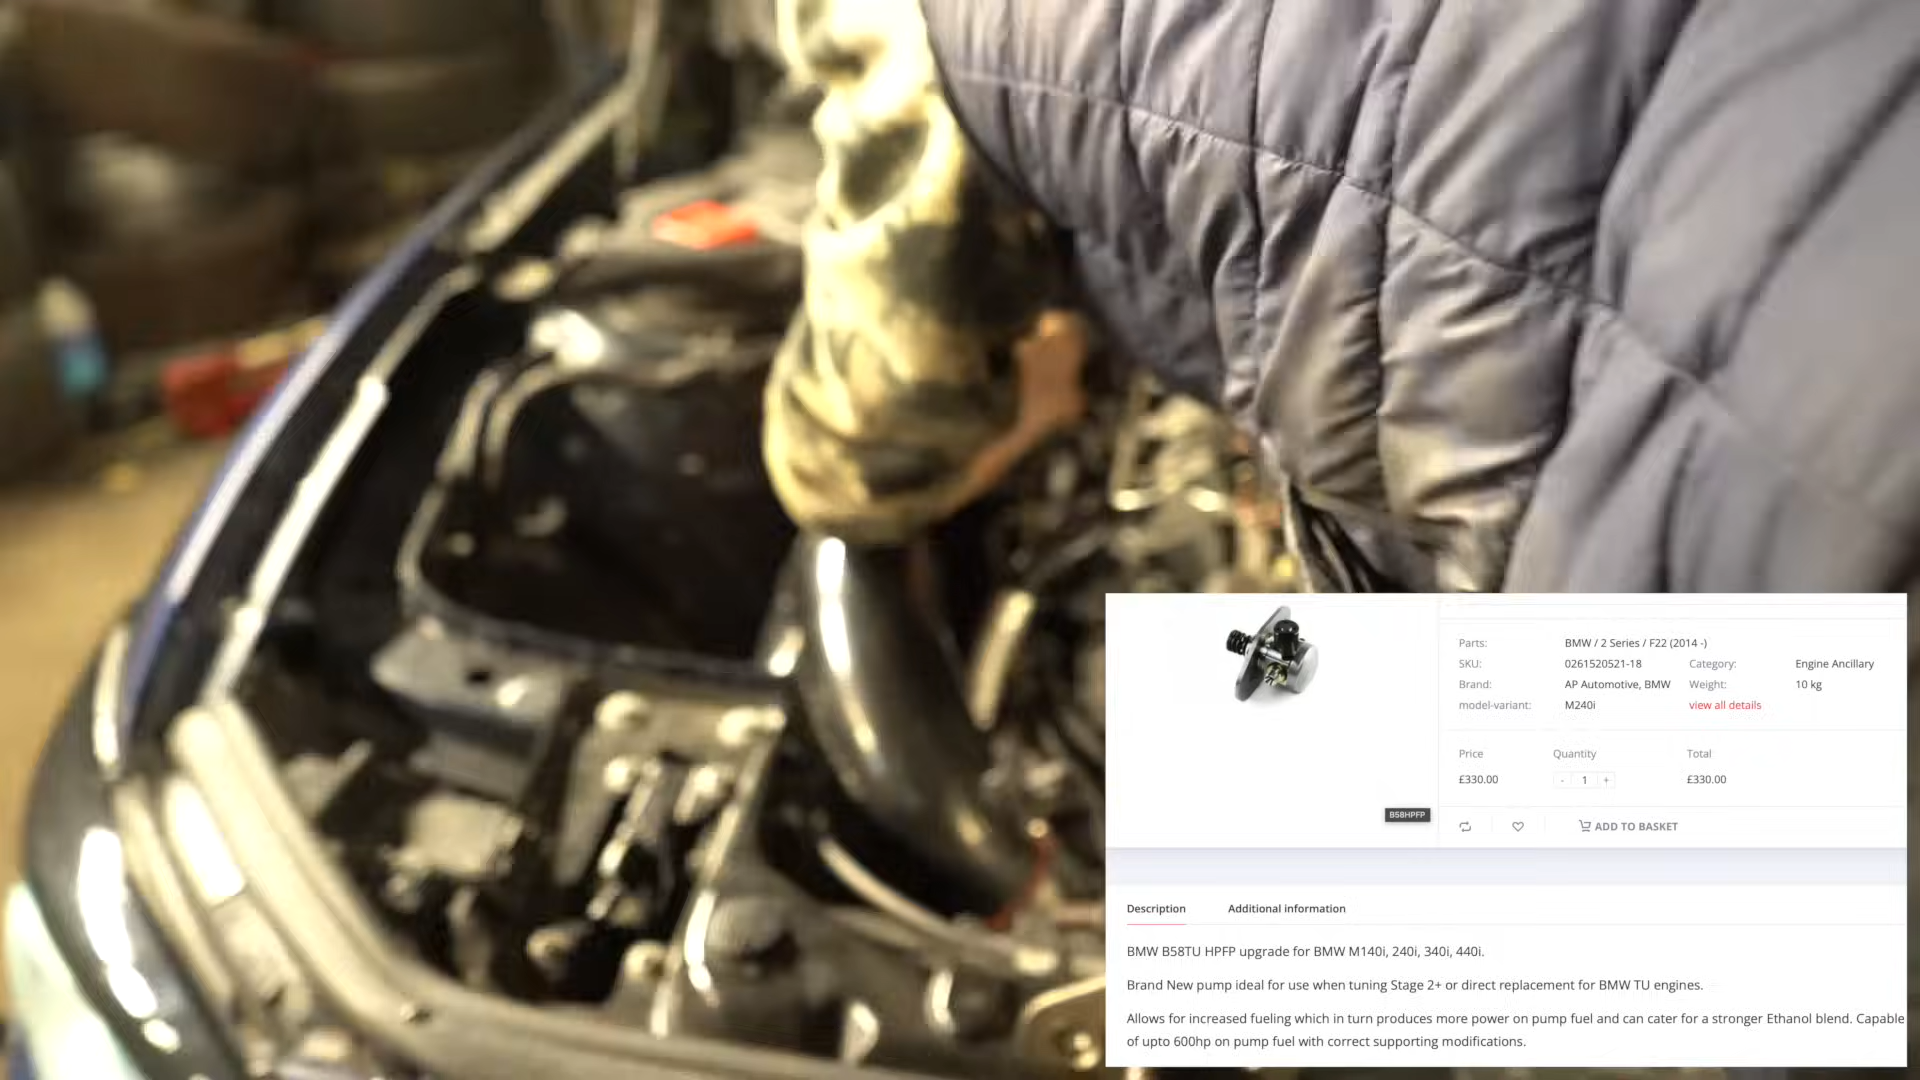 Parts: BMW / 2 Series / F22 (2014 -)
SKU: 0261520521-18 Category: Engine Ancillary
Brand: AP Automotive, BMW Weight: 10 kg
model-variant: M240i view all details
Price Quantity Total
£330.00 - 1 + £330.00
B58HPFP
ADD TO BASKET
Description Additional information
BMW B58TU HPFP upgrade for BMW M140i, 240i, 340i, 440i.
Brand New pump ideal for use when tuning Stage 2+ or direct replacement for BMW TU engines.
Allows for increased fueling which in turn produces more power on pump fuel and can cater for a stronger Ethanol blend. Capable
of upto 600hp on pump fuel with correct supporting modifications.